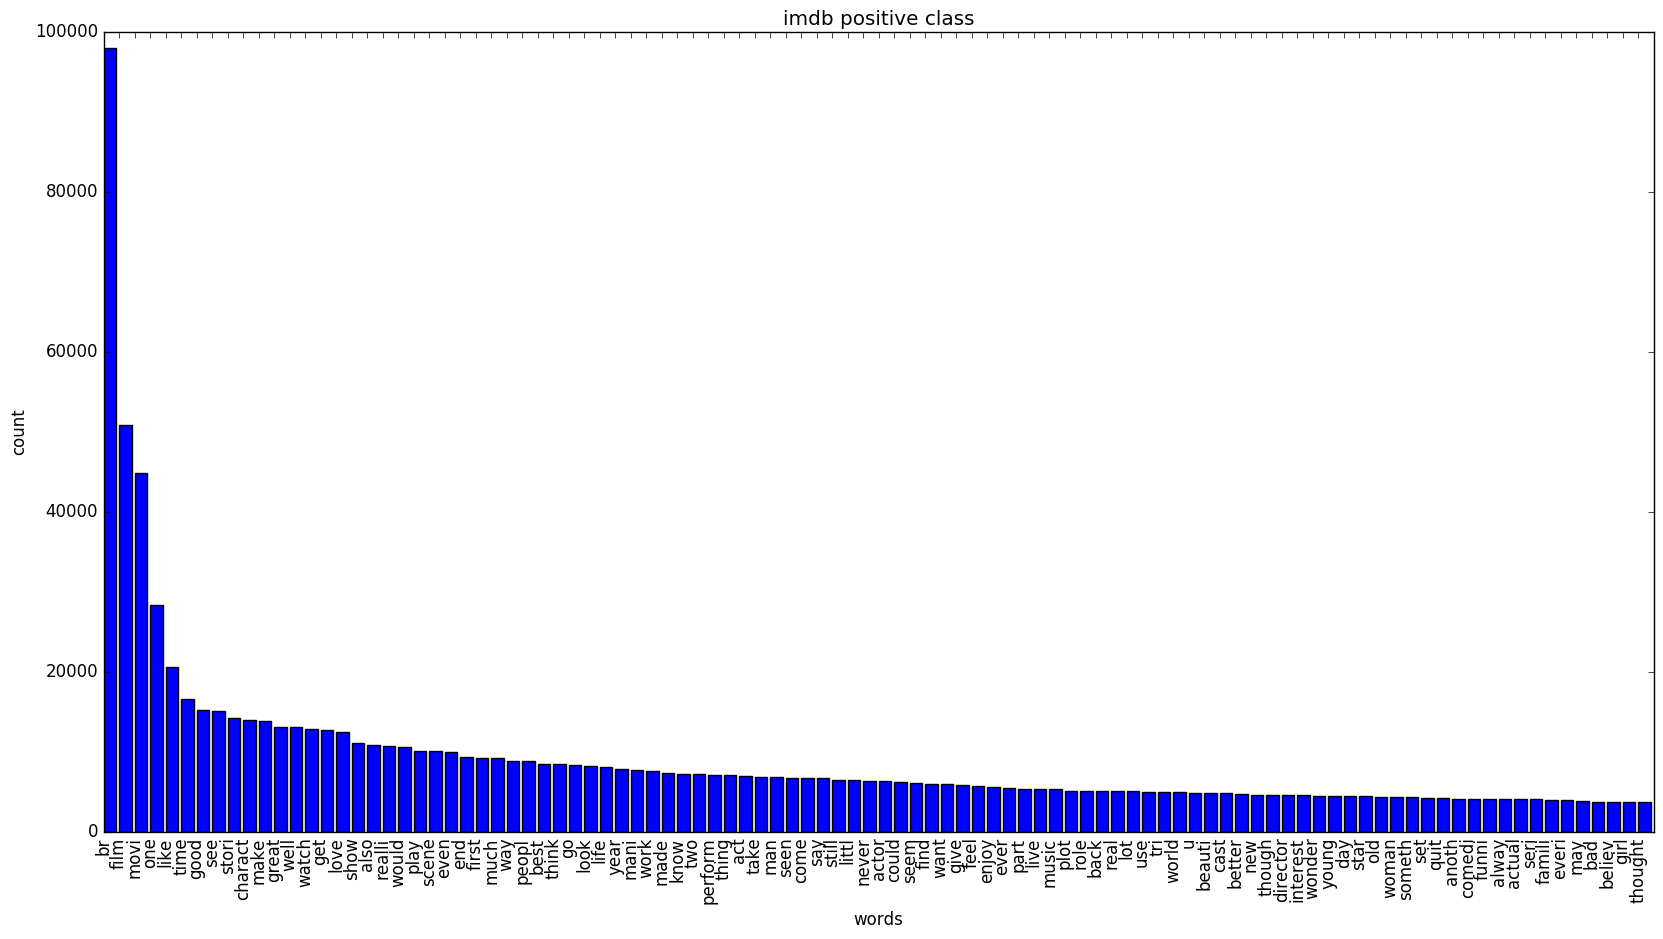 imdb positive class
100000
80000
60000
40000
20000
0
count
br
film
movi
one
like
time
good
see
stori
charact
make
great
well
watch
get
love
show
also
realli
would
play
scene
even
end
first
much
way
peopl
best
think
go
look
life
year
mani
work
made
know
two
perform
thing
act
take
man
seen
come
say
still
littl
never
actor
could
seem
find
want
give
feel
enjoy
ever
part
live
music
plot
role
back
real
lot
use
tri
world
u
beauti
cast
better
new
though
director
interest
wonder
young
day
star
old
woman
someth
set
quit
anoth
comedi
funni
alway
actual
seri
famili
everi
may
bad
believ
girl
thought
words